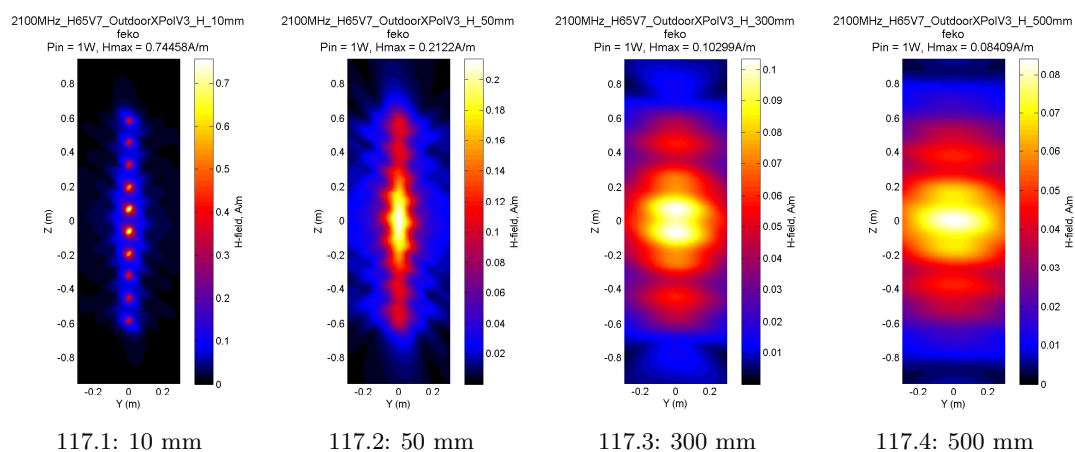 2100MHz_H65V7_OutdoorXPolV3_H_10mm
feko
Pin = 1W, Hmax = 0.74458A/m
0.8
0.6
0.4
0.2
0
-0.2
-0.4
-0.6
-0.8
Z (m)
-0.2 0 0.2
Y (m)
0.7
0.6
0.5
0.4
0.3
0.2
0.1
0
H-field, A/m
117.1: 10 mm
2100MHz_H65V7_OutdoorXPolV3_H_50mm
feko
Pin = 1W, Hmax = 0.2122A/m
0.8
0.6
0.4
0.2
0
-0.2
-0.4
-0.6
-0.8
Z (m)
-0.2 0 0.2
Y (m)
0.2
0.18
0.16
0.14
0.12
0.1
0.08
0.06
0.04
0.02
H-field, A/m
117.2: 50 mm
2100MHz_H65V7_OutdoorXPolV3_H_300mm
feko
Pin = 1W, Hmax = 0.10299A/m
0.8
0.6
0.4
0.2
0
-0.2
-0.4
-0.6
-0.8
Z (m)
-0.2 0 0.2
Y (m)
0.1
0.09
0.08
0.07
0.06
0.05
0.04
0.03
0.02
0.01
H-field, A/m
117.3: 300 mm
2100MHz_H65V7_OutdoorXPolV3_H_500mm
feko
Pin = 1W, Hmax = 0.08409A/m
0.8
0.6
0.4
0.2
0
-0.2
-0.4
-0.6
-0.8
Z (m)
-0.2 0 0.2
Y (m)
0.08
0.07
0.06
0.05
0.04
0.03
0.02
0.01
0
H-field, A/m
117.4: 500 mm